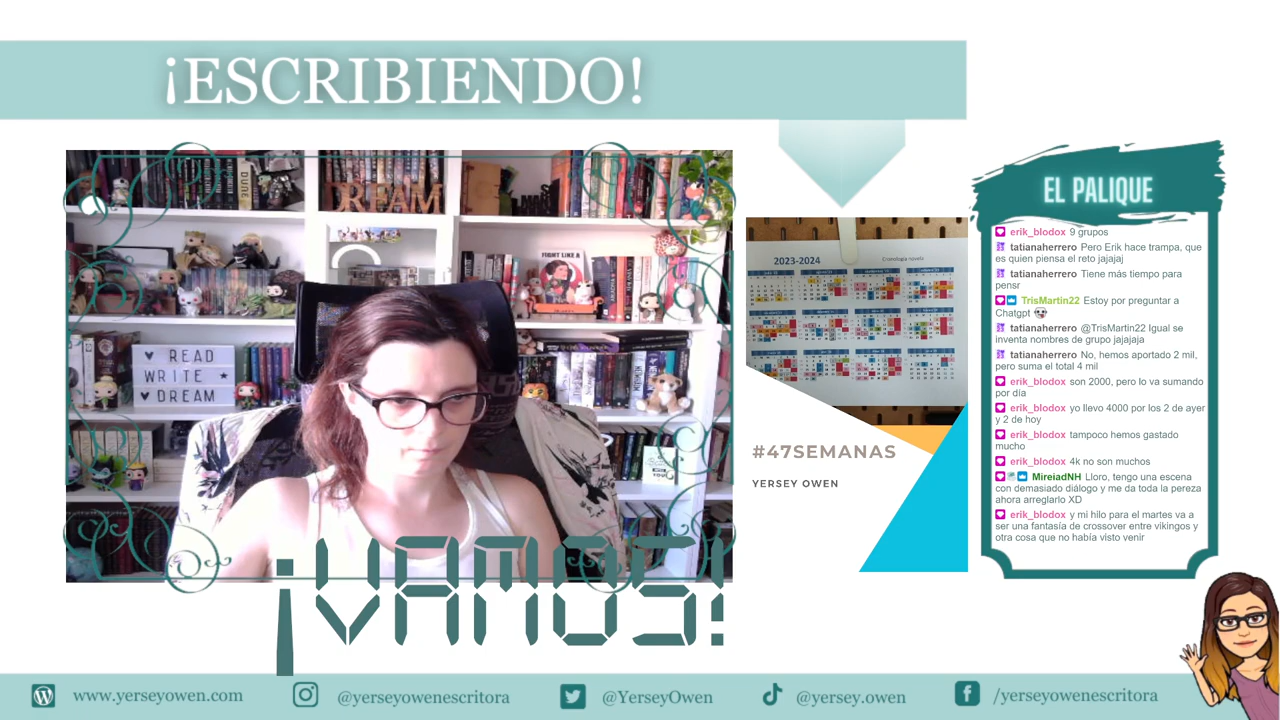 ¡ESCRIBIENDO!
DUNE
DREAM
FIGHT LIKE A
♥ READ
WRITE ★
♥ DREAM
2023-2024
Cronología novela
#47SEMANAS
YERSEY OWEN
¡VAMOS!
EL PALIQUE
erik_blodox 9 grupos
tatianaherrero Pero Erik hace trampa, que
es quien piensa el reto jajajaj
tatianaherrero Tiene más tiempo para
pensr
TrisMartin22 Estoy por preguntar a
Chatgpt
tatianaherrero @TrisMartin22 Igual se
inventa nombres de grupo jajajaja
tatianaherrero No, hemos aportado 2 mil,
pero suma el total 4 mil
erik_blodox son 2000, pero lo va sumando
por día
erik_blodox yo llevo 4000 por los 2 de ayer
y 2 de hoy
erik_blodox tampoco hemos gastado
mucho
erik_blodox 4k no son muchos
MireiadNH Lloro, tengo una escena
con demasiado diálogo y me da toda la pereza
ahora arreglarlo XD
erik_blodox y mi hilo para el martes va a
ser una fantasía de crossover entre vikingos y
otra cosa que no había visto venir
www.yerseyowen.com
@yerseyowenescritora
@YerseyOwen
@yersey.owen
/yerseyowenescritora